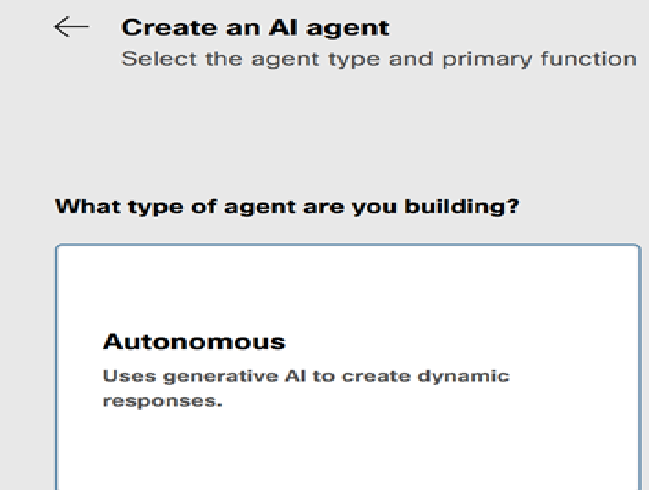 Create an AI agent
Select the agent type and primary function
What type of agent are you building?
Autonomous
Uses generative AI to create dynamic
responses.